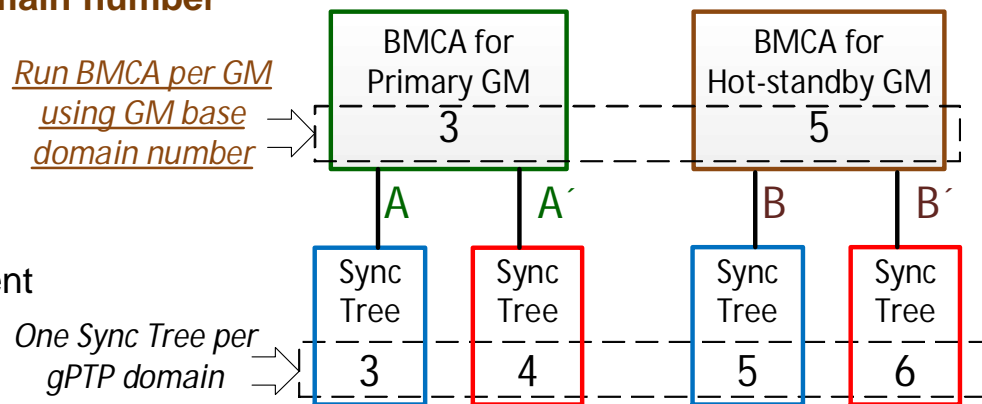 main number
BMCA for
Primary GM
3
BMCA for
Hot-standby GM
5
Run BMCA per GM
using GM base
domain number
A
A´
B
B´
ent
Sync
Tree
3
Sync
Tree
4
Sync
Tree
5
Sync
Tree
6
One Sync Tree per
gPTP domain